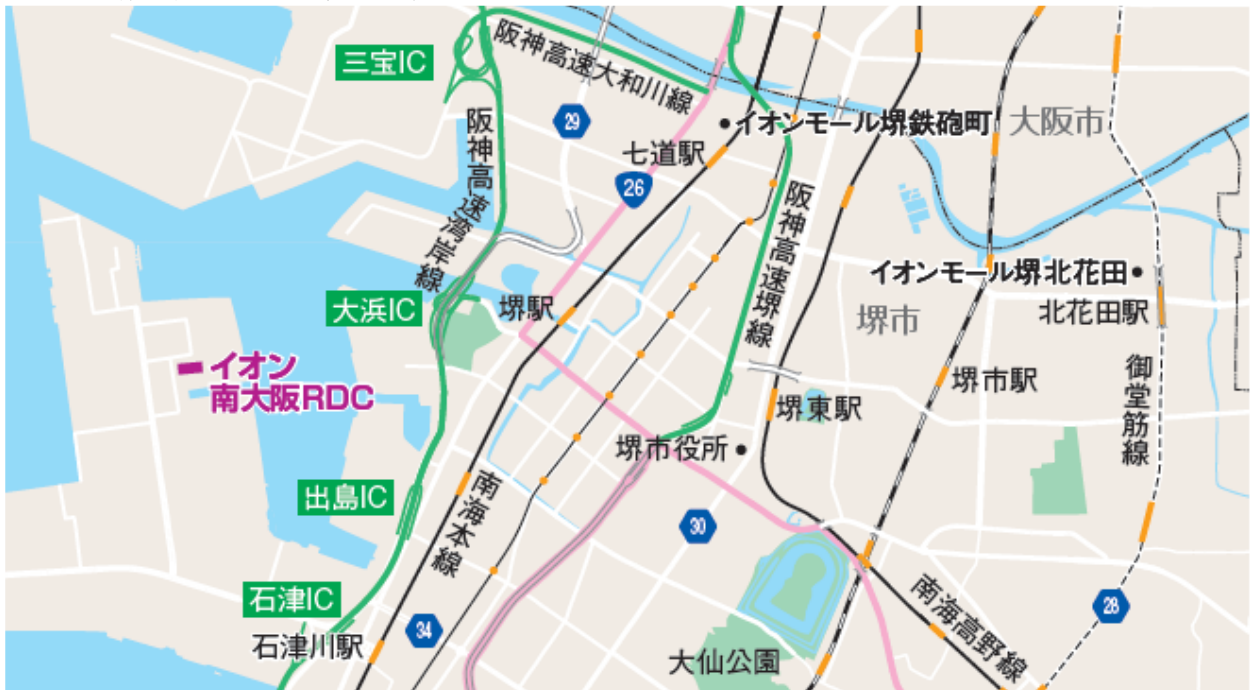 三宝IC
阪神高速大和川線
29
阪神高速湾岸線
七道駅
26
イオンモール堺鉄砲町
大阪市
阪神高速堺線
イオンモール堺北花田
北花田駅
堺市
大浜IC
堺駅
イオン
南大阪RDC
堺市駅
御堂筋線
堺東駅
堺市役所
出島IC
南海本線
30
石津IC
石津川駅
34
大仙公園
南海高野線
28